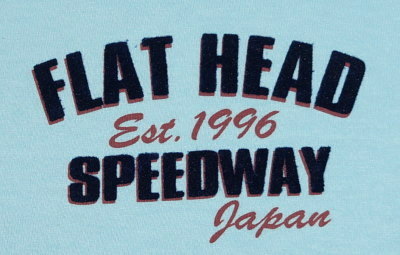 FLAT HEAD
Est. 1996
SPEEDWAY
Japan